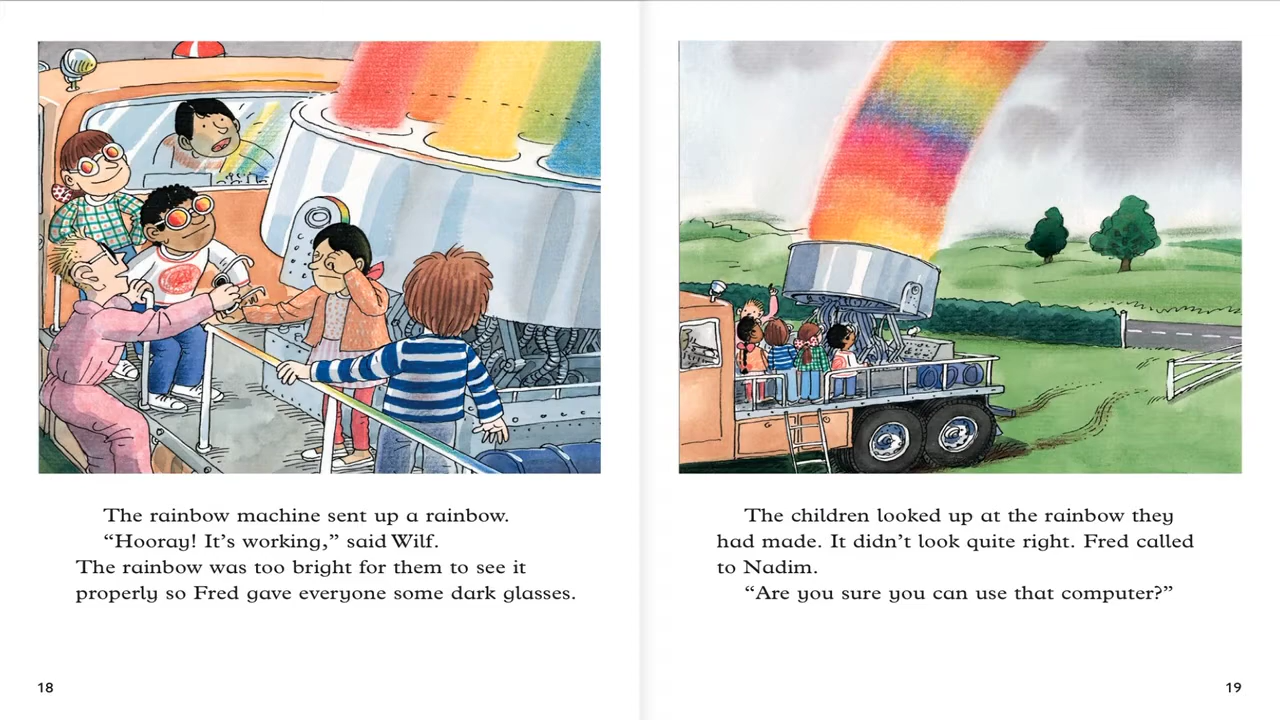 The rainbow machine sent up a rainbow.
“Hooray! It’s working,” said Wilf.
The rainbow was too bright for them to see it
properly so Fred gave everyone some dark glasses.
18
The children looked up at the rainbow they
had made. It didn’t look quite right. Fred called
to Nadim.
“Are you sure you can use that computer?”
19